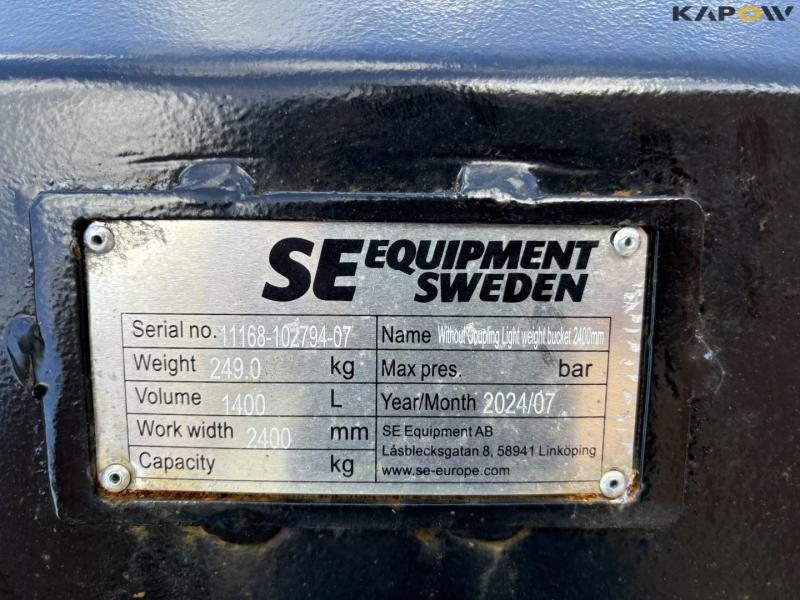 KAPOW
SE EQUIPMENT
SWEDEN
Serial no. 11168-102794-07
Name Without Coupling Light weight bucket 2400mm
Weight 249.0 kg
Max pres. bar
Volume 1400 L
Year/Month 2024/07
Work width 2400 mm
SE Equipment AB
Låsblecksgatan 8, 58941 Linköping
Capacity kg
www.se-europe.com